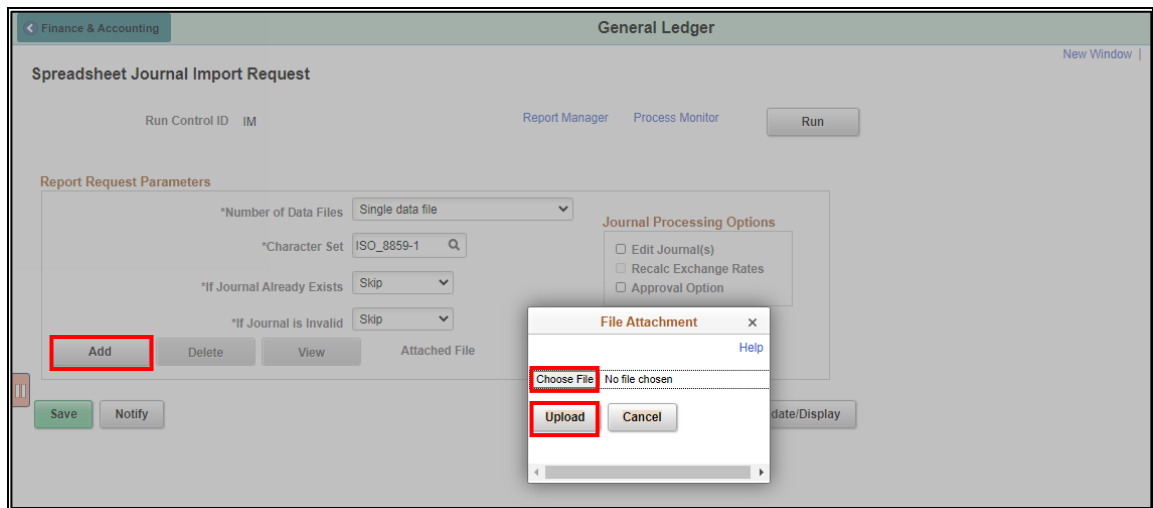 Finance & Accounting
General Ledger
New Window |
Spreadsheet Journal Import Request
Run Control ID IM
Report Manager Process Monitor Run
Report Request Parameters
*Number of Data Files Single data file
*Character Set ISO_8859-1
*If Journal Already Exists Skip
*If Journal is Invalid Skip
Journal Processing Options
Edit Journal(s)
Recalc Exchange Rates
Approval Option
Add Delete View Attached File
File Attachment ×
Help
Choose File No file chosen
Upload Cancel
Save Notify date/Display